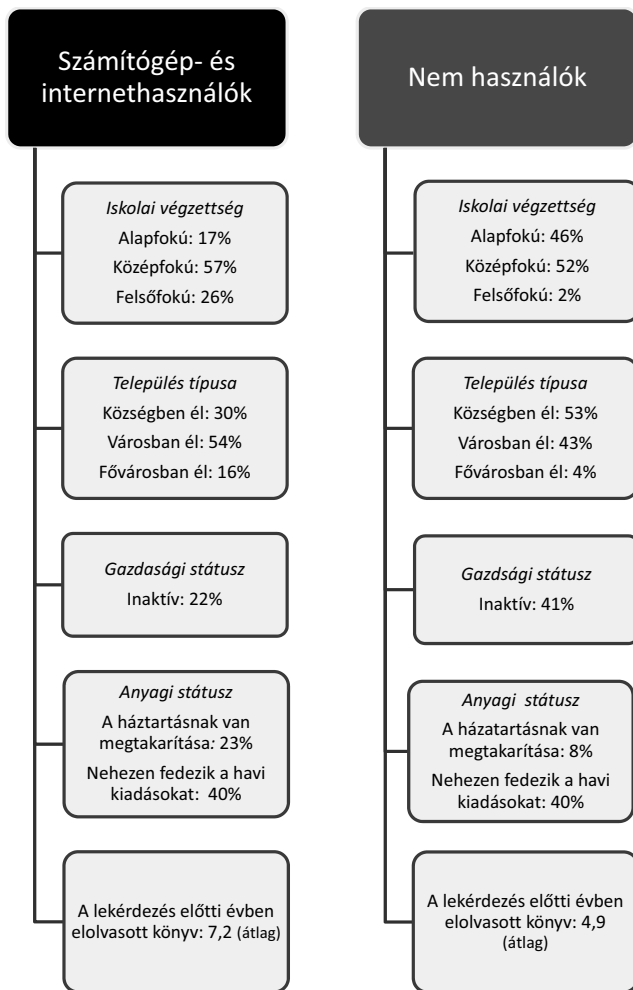 Számítógép- és
internethasználók
Iskolai végzettség
Alapfokú: 17%
Középfokú: 57%
Felsőfokú: 26%
Település típusa
Községben él: 30%
Városban él: 54%
Fővárosban él: 16%
Gazdasági státusz
Inaktív: 22%
Anyagi státusz
A háztartásnak van
megtakarítása: 23%
Nehezen fedezik a havi
kiadásokat: 40%
A lekérdezés előtti évben
elolvasott könyv: 7,2 (átlag)
Nem használók
Iskolai végzettség
Alapfokú: 46%
Középfokú: 52%
Felsőfokú: 2%
Település típusa
Községben él: 53%
Városban él: 43%
Fővárosban él: 4%
Gazdsági státusz
Inaktív: 41%
Anyagi státusz
A házatartásnak van
megtakarítása: 8%
Nehezen fedezik a havi
kiadásokat: 40%
A lekérdezés előtti évben
elolvasott könyv: 4,9
(átlag)